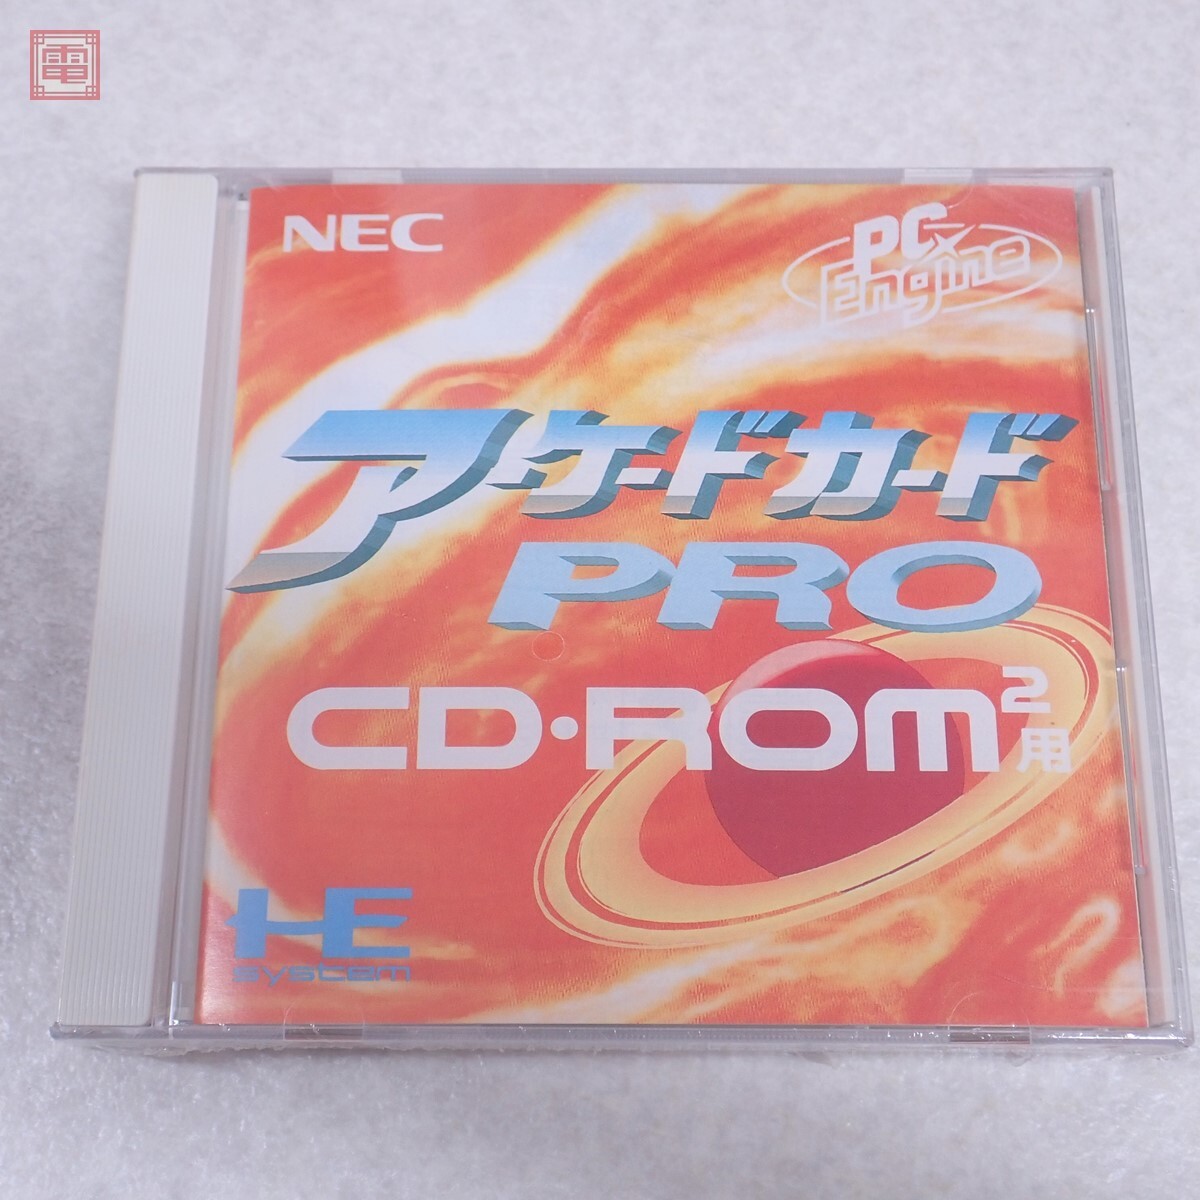 電
NEC
PC Engine
アーケードカード
PRO
CD・ROM2用
HE
system